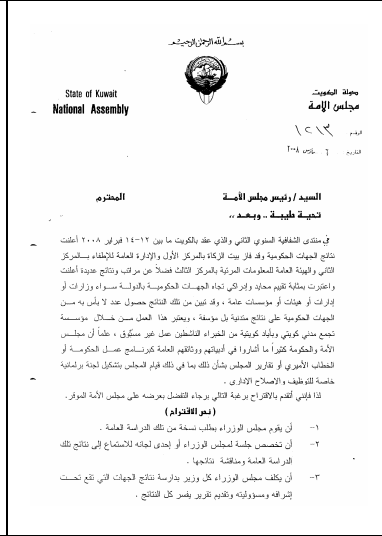 بسم الله الرحمن الرحيم
State of Kuwait
National Assembly
دولة الكويت
مجلس الأمة
الرقم ١٢١٣
التاريخ ٦ مارس ٢٠٠٨
السيد / رئيس مجلس الأمة المحترم
تحية طيبة .. وبعد ،،
في منتدى الشفافية السنوي الثاني والذي عقد بالكويت ما بين ١٢-١٤ فبراير ٢٠٠٨ أعلنت
نتائج الجهات الحكومية وقد فاز بيت الزكاة بالمركز الأول والإدارة العامة للإطفاء بالمركز
الثاني والهيئة العامة للمعلومات المدنية بالمركز الثالث فضلاً عن مراتب ونتائج عديدة أعلنت
واعتبرت بمثابة تقييم محايد وإدراكي تجاه الجهات الحكومية بالدولة سواء وزارات أو
إدارات أو هيئات أو مؤسسات عامة ، وقد تبين من تلك النتائج حصول عدد لا بأس به من
الجهات الحكومية على نتائج متدنية بل مؤسفة ، ويعتبر هذا العمل من خلال مؤسسة
تجمع مدني كويتي وبأياد كويتية من الخبراء الناشطين عمل غير مسبوق ، علماً أن مجلس
الأمة والحكومة كثيراً ما أشاروا في أدبياتهم ووثائقهم العامة كبرنامج عمل الحكومة أو
الخطاب الأميري أو تقارير المجلس بشأن ذلك بما في ذلك قيام المجلس بتشكيل لجنة برلمانية
خاصة للتوظيف والاصلاح الإداري .
لذا فإنني أتقدم بالاقتراح برغبة التالي برجاء التفضل بعرضه على مجلس الأمة الموقر.
( نص الاقتراح )
١- أن يقوم مجلس الوزراء بطلب نسخة من تلك الدراسة العامة .
٢- أن تخصص جلسة لمجلس الوزراء أو إحدى لجانه للاستماع إلى نتائج تلك
الدراسة العامة ومناقشة نتائجها .
٣- أن يكلف مجلس الوزراء كل وزير بدارسة نتائج الجهات التي تقع تحت
إشرافه ومسؤوليته وتقديم تقرير يفسر كل النتائج .